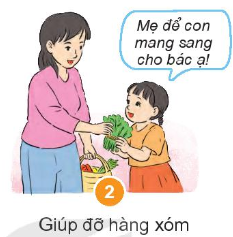 Mẹ để con
mang sang
cho bác ạ!
2
Giúp đỡ hàng xóm